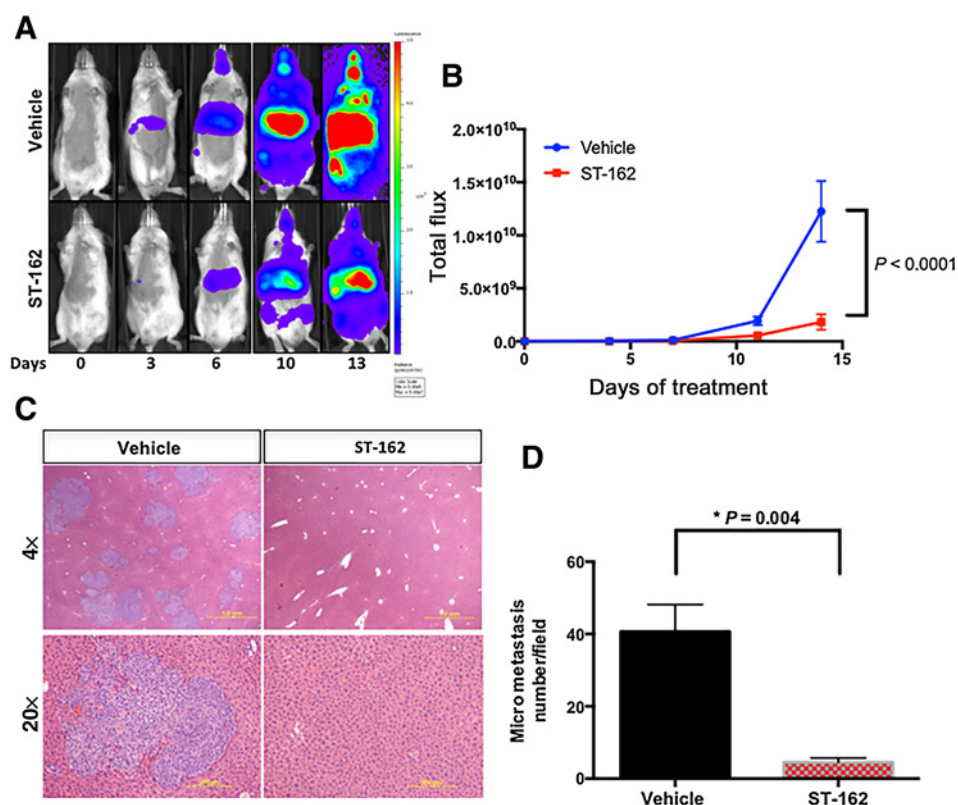 A
Luminescence
Vehicle
ST-162
Days 0 3 6 10 13
B
2.0×10¹⁰
1.5×10¹⁰
1.0×10¹⁰
5.0×10⁹
0.0
Total flux
Vehicle
ST-162
P < 0.0001
0 5 10 15
Days of treatment
C
Vehicle ST-162
4×
20×
D
* P = 0.004
60
40
20
0
Micro metastasis
number/field
Vehicle ST-162